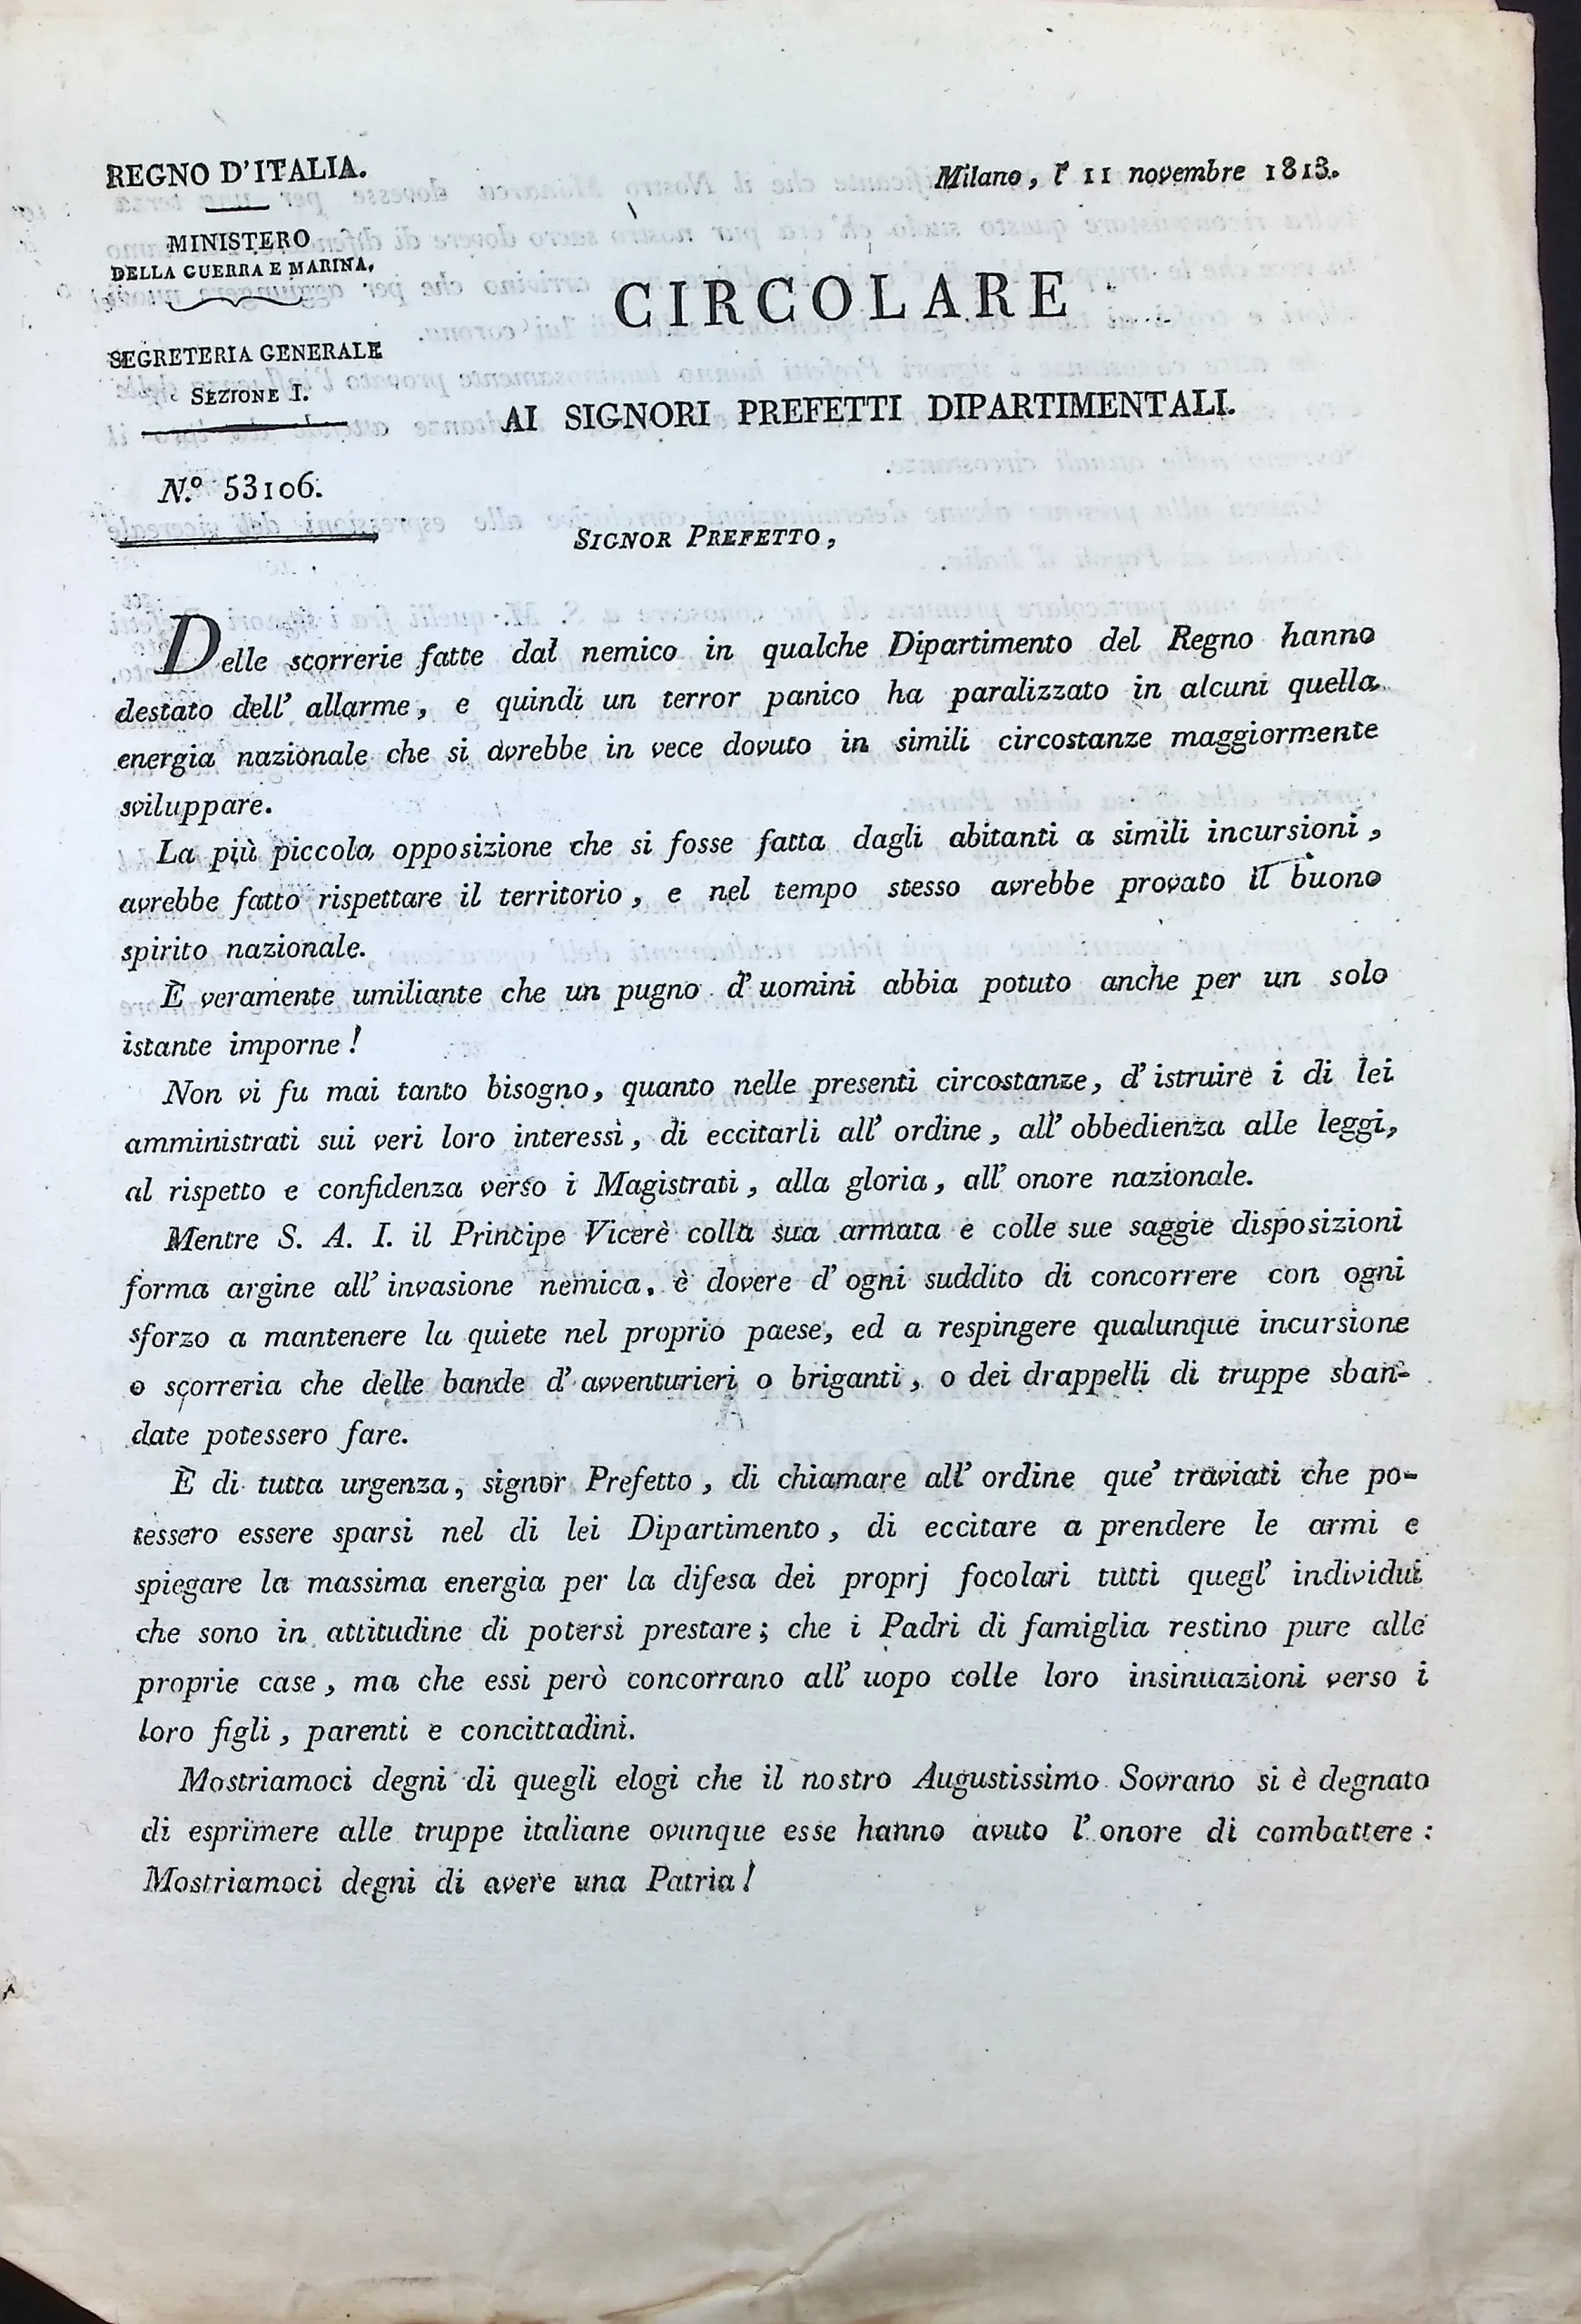 REGNO D'ITALIA.
MINISTERO
DELLA GUERRA E MARINA.
SEGRETERIA GENERALE
SEZIONE I.
N.º 53106.
Milano, l' 11 novembre 1813.
CIRCOLARE
AI SIGNORI PREFETTI DIPARTIMENTALI.
SIGNOR PREFETTO,
Delle scorrerie fatte dal nemico in qualche Dipartimento del Regno hanno
destato dell' allarme, e quindi un terror panico ha paralizzato in alcuni quella
energia nazionale che si avrebbe in vece dovuto in simili circostanze maggiormente
sviluppare.
La più piccola opposizione che si fosse fatta dagli abitanti a simili incursioni,
avrebbe fatto rispettare il territorio, e nel tempo stesso avrebbe provato il buono
spirito nazionale.
È veramente umiliante che un pugno d' uomini abbia potuto anche per un solo
istante imporne!
Non vi fu mai tanto bisogno, quanto nelle presenti circostanze, d' istruire i di lei
amministrati sui veri loro interessi, di eccitarli all' ordine, all' obbedienza alle leggi,
al rispetto e confidenza verso i Magistrati, alla gloria, all' onore nazionale.
Mentre S. A. I. il Principe Vicerè colla sua armata e colle sue saggie disposizioni
forma argine all' invasione nemica, è dovere d' ogni suddito di concorrere con ogni
sforzo a mantenere la quiete nel proprio paese, ed a respingere qualunque incursione
o scorreria che delle bande d' avventurieri o briganti, o dei drappelli di truppe sban-
date potessero fare.
È di tutta urgenza, signor Prefetto, di chiamare all' ordine que' traviati che po-
tessero essere sparsi nel di lei Dipartimento, di eccitare a prendere le armi e
spiegare la massima energia per la difesa dei proprj focolari tutti quegl' individui
che sono in attitudine di potersi prestare; che i Padri di famiglia restino pure alle
proprie case, ma che essi però concorrano all' uopo colle loro insinuazioni verso i
loro figli, parenti e concittadini.
Mostriamoci degni di quegli elogi che il nostro Augustissimo Sovrano si è degnato
di esprimere alle truppe italiane ovunque esse hanno avuto l' onore di combattere:
Mostriamoci degni di avere una Patria!